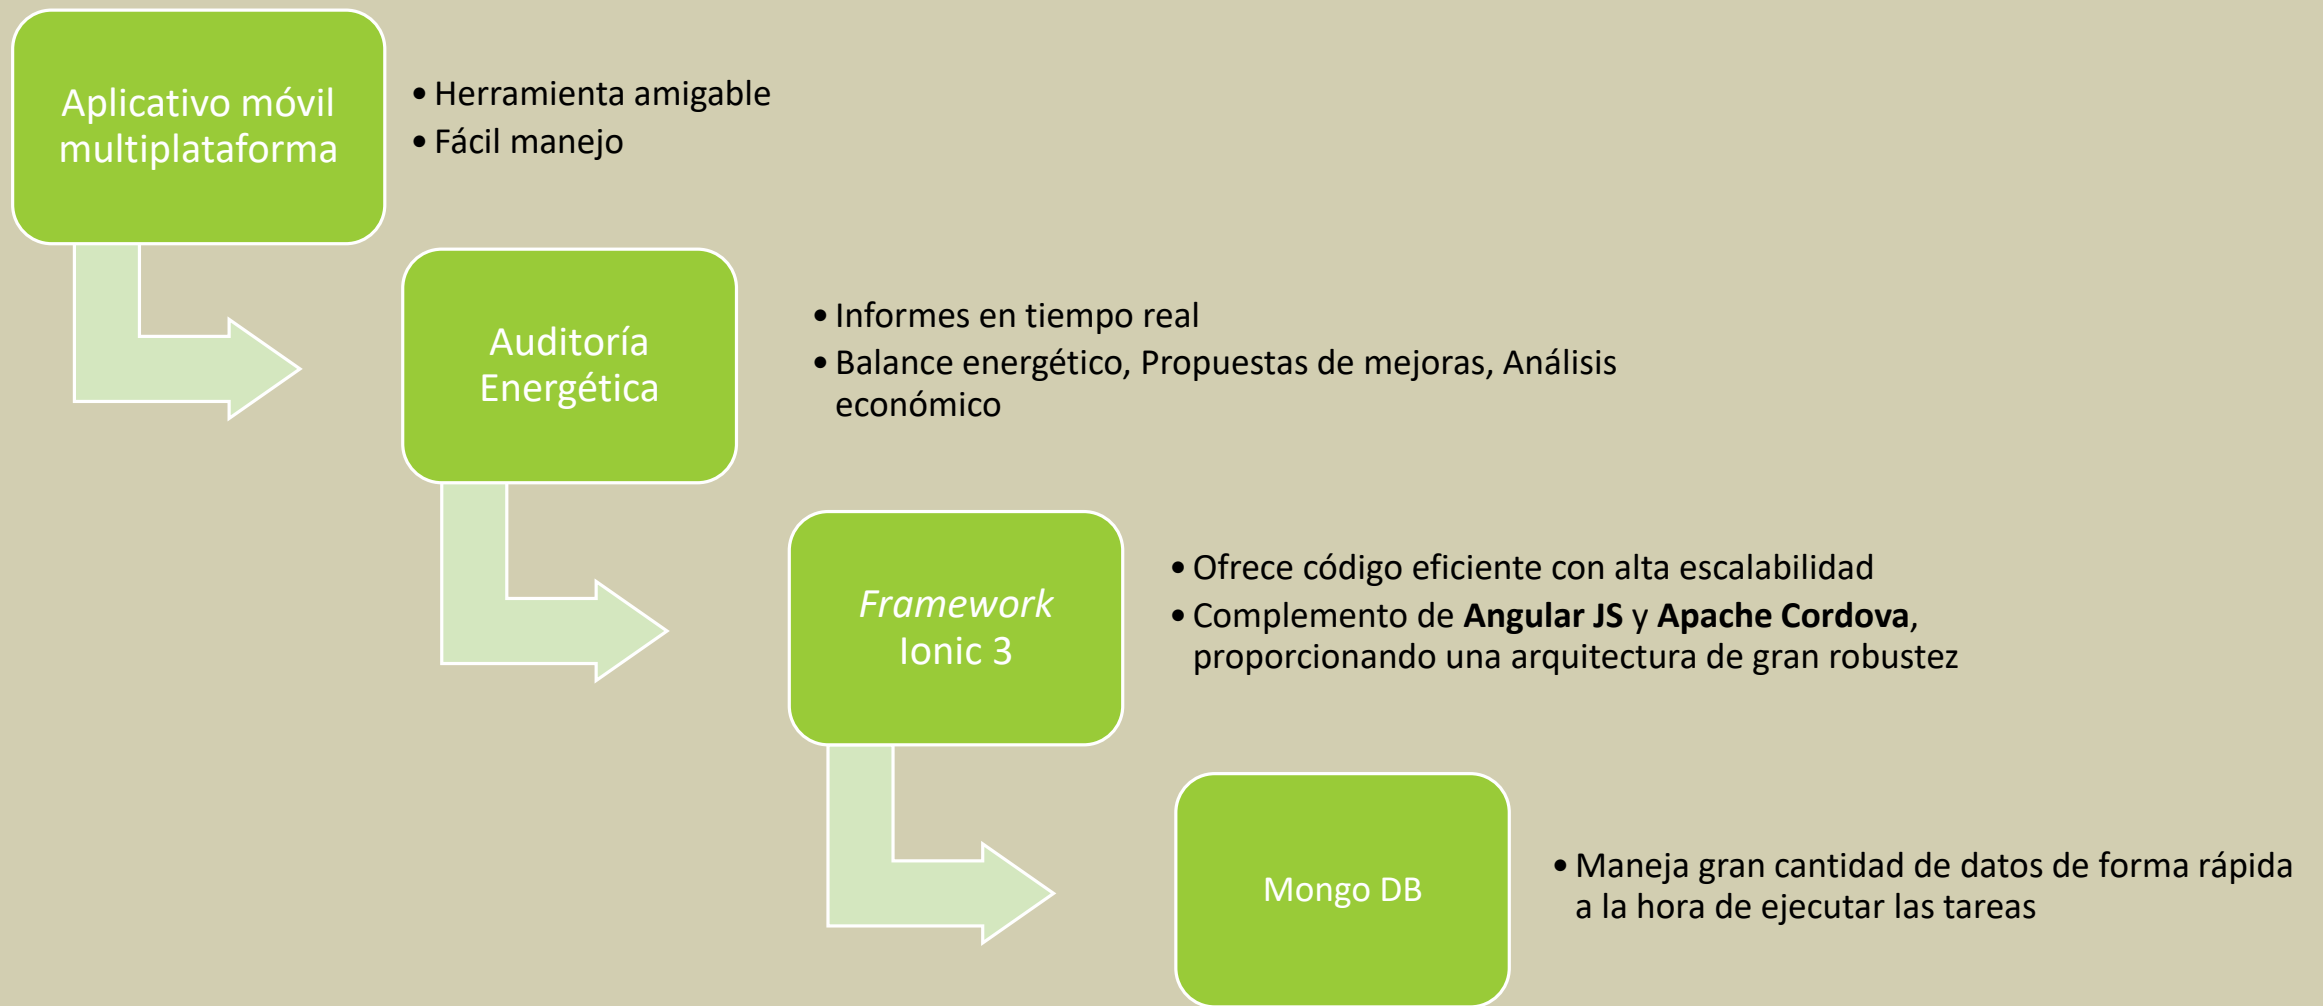 Aplicativo móvil
multiplataforma
• Herramienta amigable
• Fácil manejo
Auditoría
Energética
• Informes en tiempo real
• Balance energético, Propuestas de mejoras, Análisis
económico
Framework
Ionic 3
• Ofrece código eficiente con alta escalabilidad
• Complemento de Angular JS y Apache Cordova,
proporcionando una arquitectura de gran robustez
Mongo DB
• Maneja gran cantidad de datos de forma rápida
a la hora de ejecutar las tareas